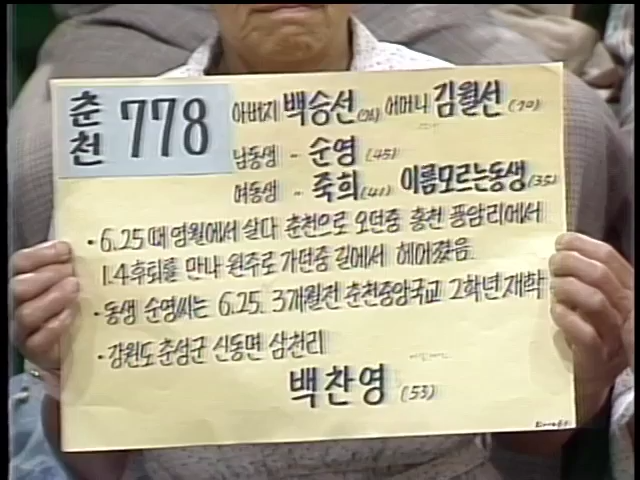 춘천 778
아버지 백승선 어머니 김월선 (70)
남동생 - 순영 (45)
여동생 - 죽희 (41) 이름모르는동생 (35)
· 6.25 때 영월에서 살다 춘천으로 오던중 홍천 풍암리에서
1.4후퇴를 만나 원주로 가던중 길에서 헤어졌음
· 동생 순영씨는 6.25. 3개월전 춘천중앙국교 2학년 재학
· 강원도 춘성군 신동면 삼천리
백찬영 (53)